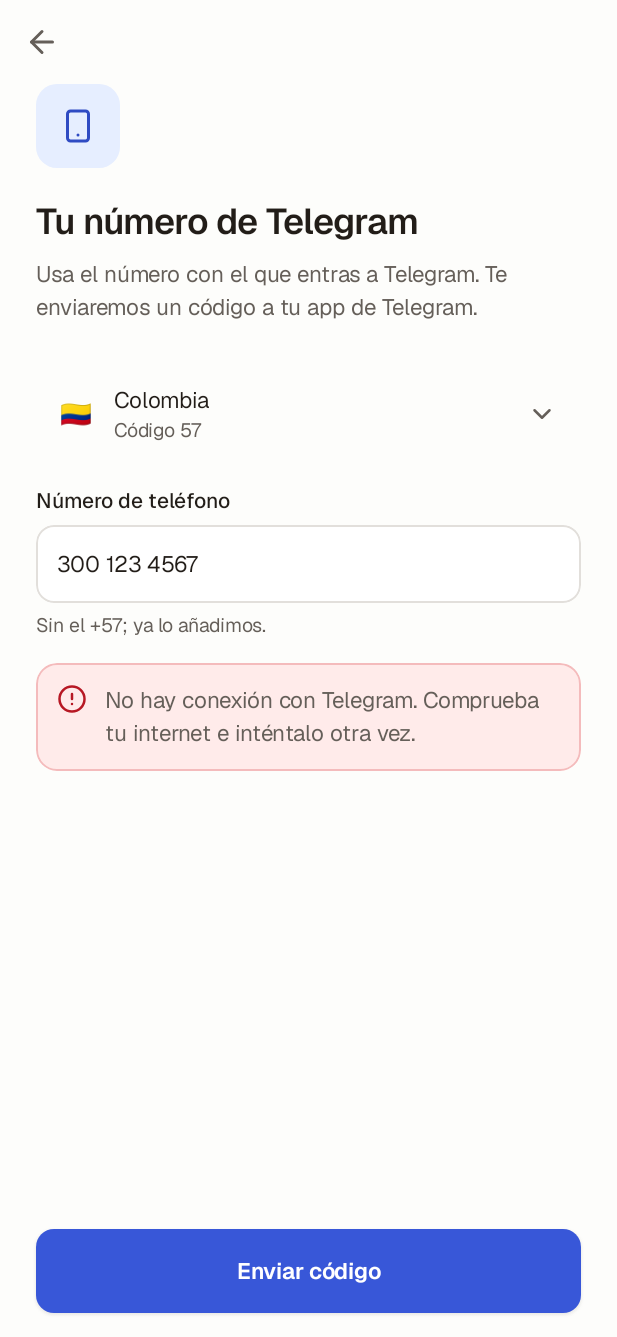 Tu número de Telegram
Usa el número con el que entras a Telegram. Te
enviaremos un código a tu app de Telegram.
Colombia
Código 57
Número de teléfono
300 123 4567
Sin el +57; ya lo añadimos.
No hay conexión con Telegram. Comprueba
tu internet e inténtalo otra vez.
Enviar código